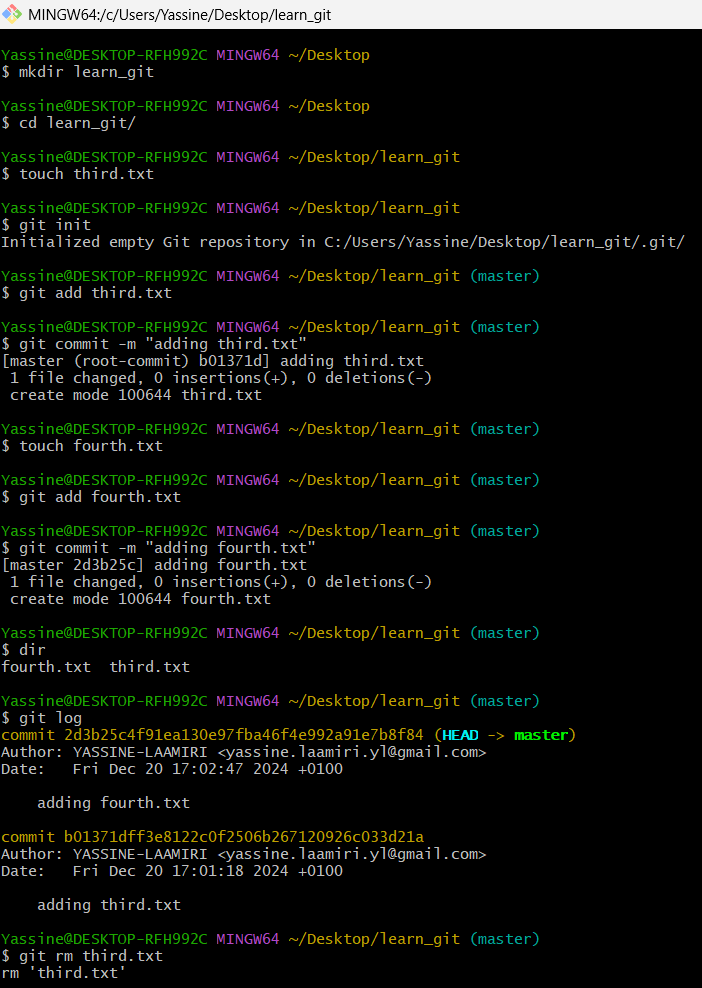 MINGW64:/c/Users/Yassine/Desktop/learn_git
Yassine@DESKTOP-RFH992C MINGW64 ~/Desktop
$ mkdir learn_git
Yassine@DESKTOP-RFH992C MINGW64 ~/Desktop
$ cd learn_git/
Yassine@DESKTOP-RFH992C MINGW64 ~/Desktop/learn_git
$ touch third.txt
Yassine@DESKTOP-RFH992C MINGW64 ~/Desktop/learn_git
$ git init
Initialized empty Git repository in C:/Users/Yassine/Desktop/learn_git/.git/
Yassine@DESKTOP-RFH992C MINGW64 ~/Desktop/learn_git (master)
$ git add third.txt
Yassine@DESKTOP-RFH992C MINGW64 ~/Desktop/learn_git (master)
$ git commit -m "adding third.txt"
[master (root-commit) b01371d] adding third.txt
 1 file changed, 0 insertions(+), 0 deletions(-)
 create mode 100644 third.txt
Yassine@DESKTOP-RFH992C MINGW64 ~/Desktop/learn_git (master)
$ touch fourth.txt
Yassine@DESKTOP-RFH992C MINGW64 ~/Desktop/learn_git (master)
$ git add fourth.txt
Yassine@DESKTOP-RFH992C MINGW64 ~/Desktop/learn_git (master)
$ git commit -m "adding fourth.txt"
[master 2d3b25c] adding fourth.txt
 1 file changed, 0 insertions(+), 0 deletions(-)
 create mode 100644 fourth.txt
Yassine@DESKTOP-RFH992C MINGW64 ~/Desktop/learn_git (master)
$ dir
fourth.txt  third.txt
Yassine@DESKTOP-RFH992C MINGW64 ~/Desktop/learn_git (master)
$ git log
commit 2d3b25c4f91ea130e97fba46f4e992a91e7b8f84 (HEAD -> master)
Author: YASSINE-LAAMIRI <yassine.laamiri.yl@gmail.com>
Date:   Fri Dec 20 17:02:47 2024 +0100
    adding fourth.txt
commit b01371dff3e8122c0f2506b267120926c033d21a
Author: YASSINE-LAAMIRI <yassine.laamiri.yl@gmail.com>
Date:   Fri Dec 20 17:01:18 2024 +0100
    adding third.txt
Yassine@DESKTOP-RFH992C MINGW64 ~/Desktop/learn_git (master)
$ git rm third.txt
rm 'third.txt'